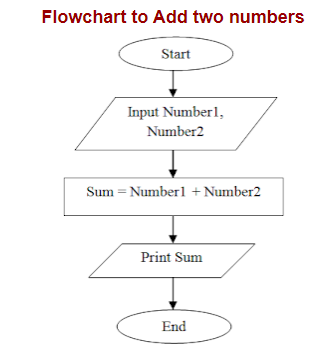 Flowchart to Add two numbers
Start
Input Number1,
Number2
Sum = Number1 + Number2
Print Sum
End